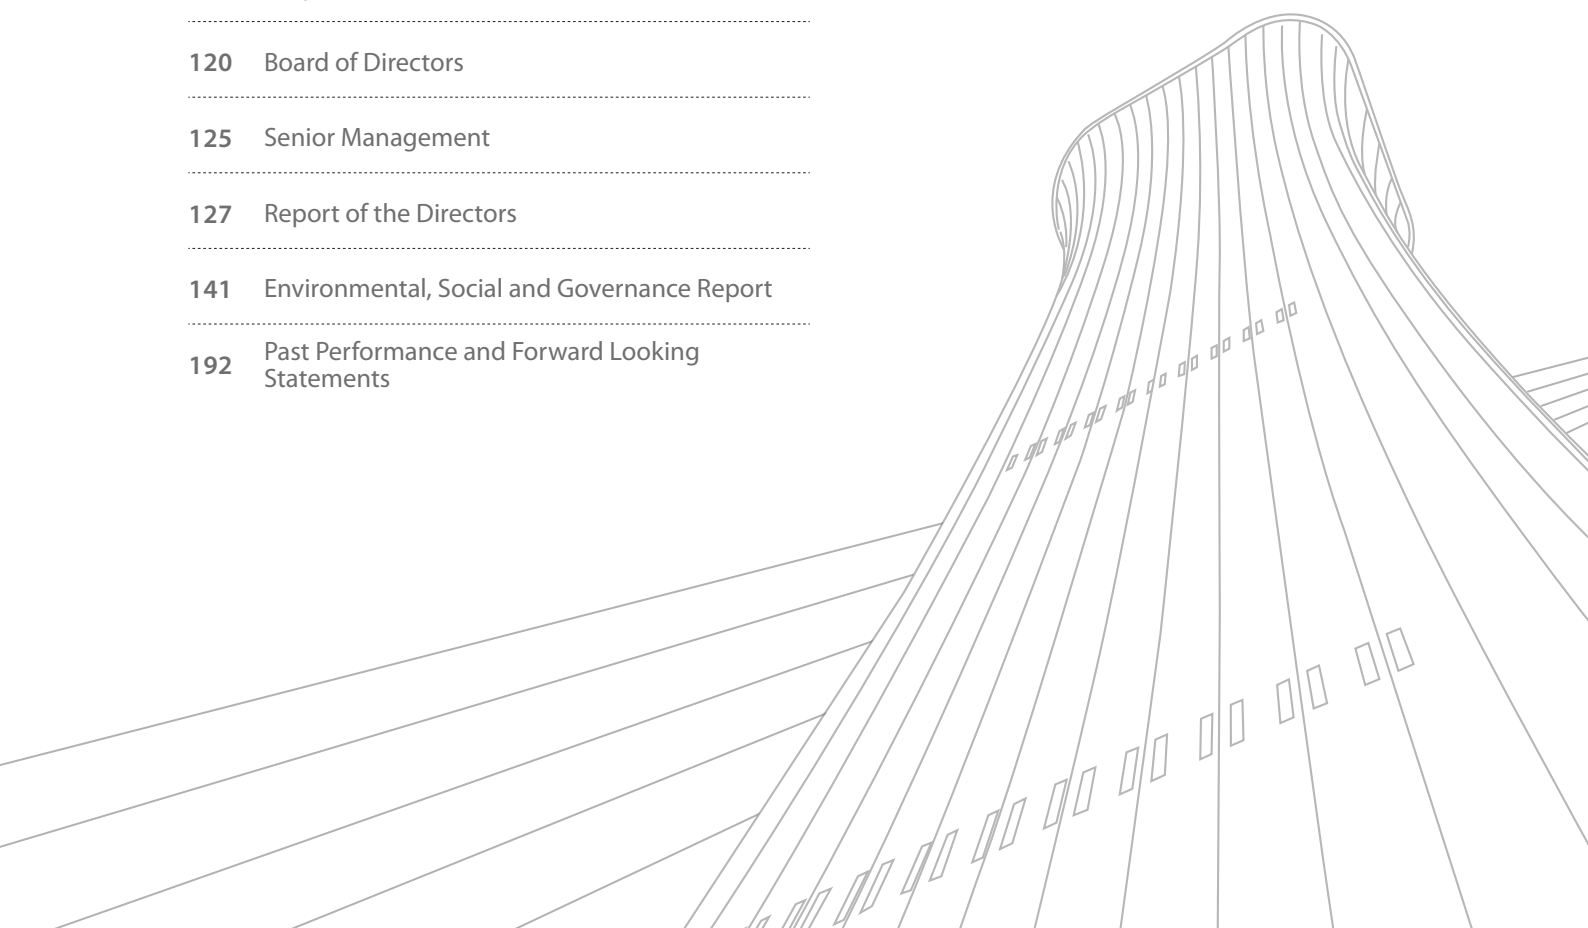 120 Board of Directors
125 Senior Management
127 Report of the Directors
141 Environmental, Social and Governance Report
192 Past Performance and Forward Looking
Statements